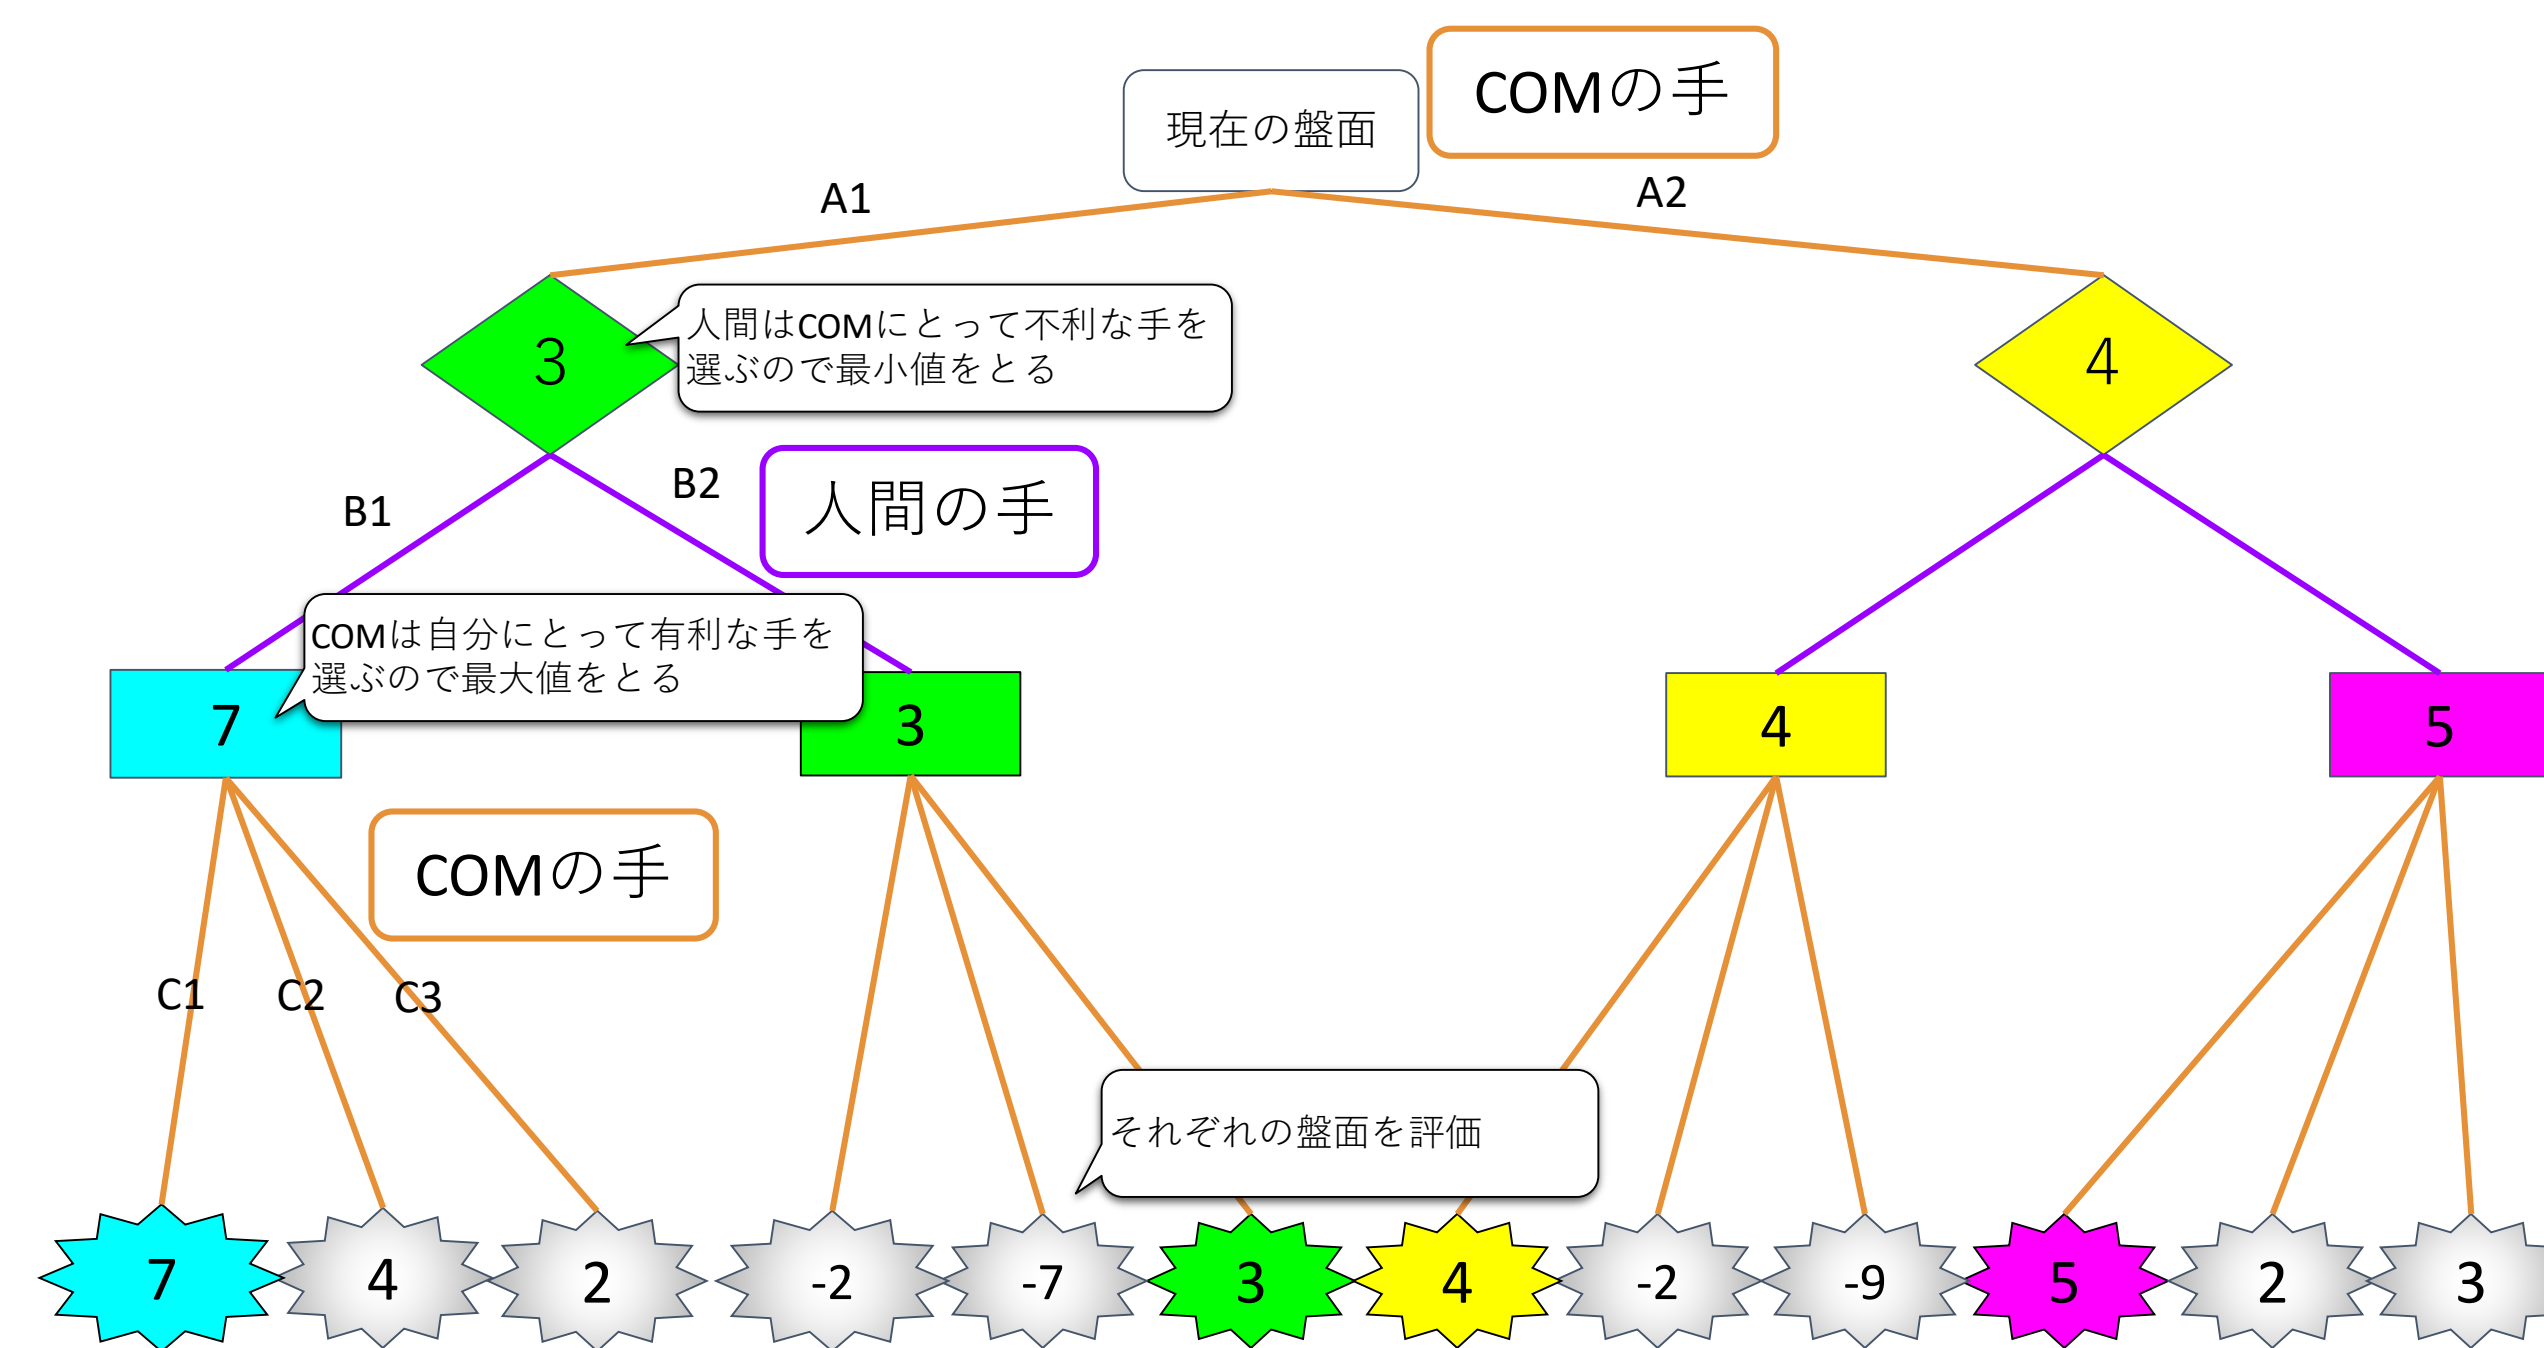 現在の盤面
COMの手
A1
A2
3
人間はCOMにとって不利な手を
選ぶので最小値をとる
4
B1
B2
人間の手
COMは自分にとって有利な手を
選ぶので最大値をとる
7
3
4
5
COMの手
C1
C2
C3
それぞれの盤面を評価
7
4
2
-2
-7
3
4
-2
-9
5
2
3